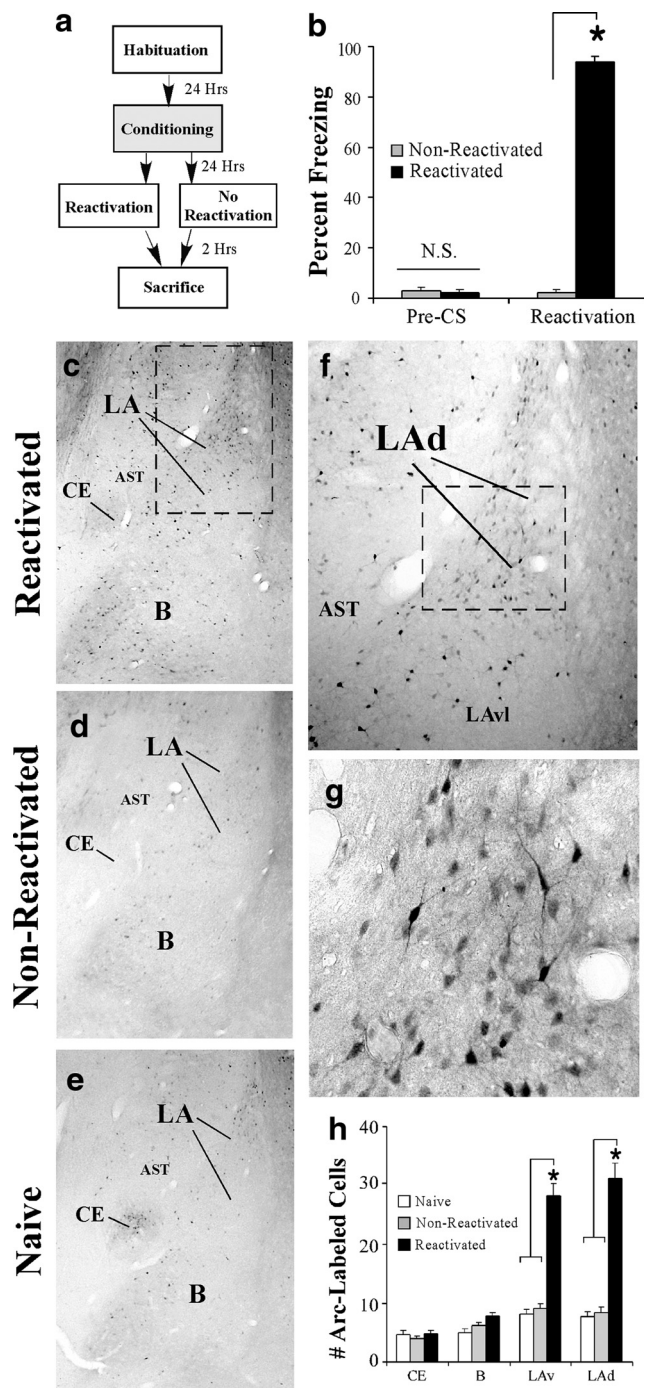 a
Habituation
24 Hrs
Conditioning
24 Hrs
Reactivation
No
Reactivation
2 Hrs
Sacrifice
b
Percent Freezing
100
80
60
40
20
0
*
Non-Reactivated
Reactivated
N.S.
Pre-CS
Reactivation
Reactivated
c
LA
AST
CE
B
Non-Reactivated
d
LA
AST
CE
B
Naive
e
LA
AST
CE
B
f
LAd
AST
LAvl
g
h
# Arc-Labeled Cells
40
30
20
10
0
Naive
Non-Reactivated
Reactivated
*
*
CE
B
LAv
LAd